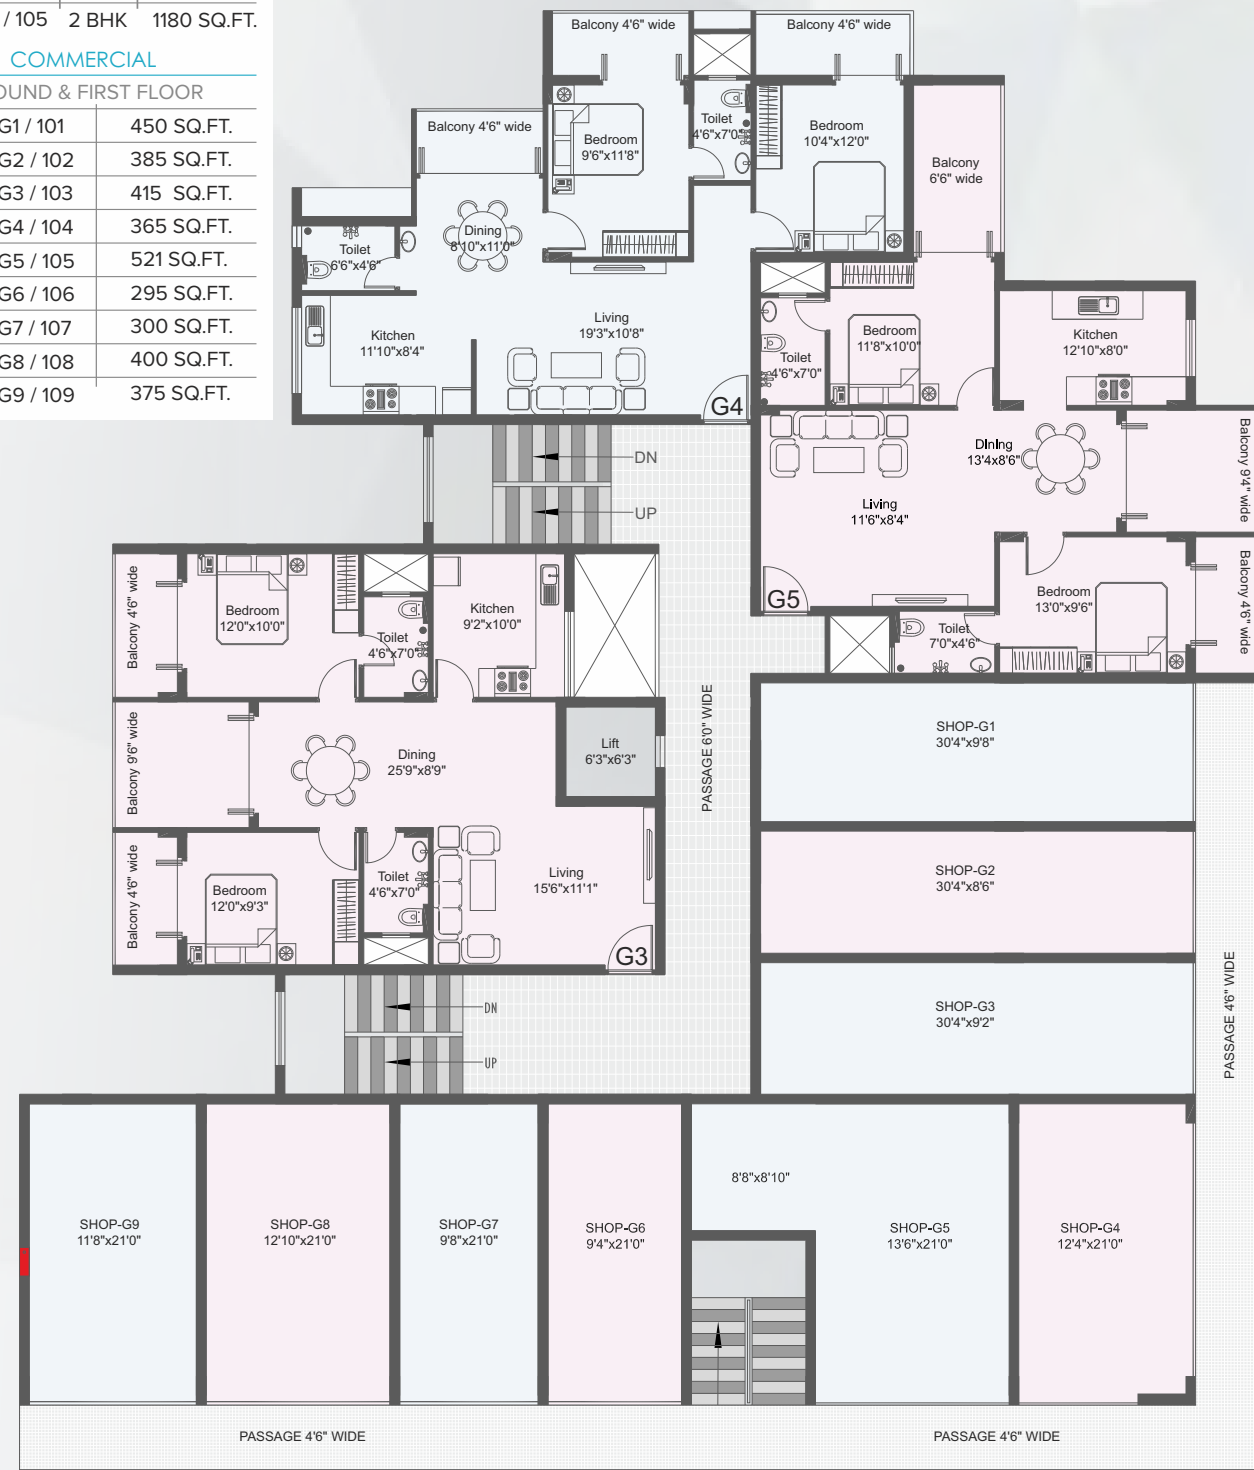 / 105 2 BHK 1180 SQ.FT.
COMMERCIAL
OUND & FIRST FLOOR
G1 / 101 450 SQ.FT.
G2 / 102 385 SQ.FT.
G3 / 103 415 SQ.FT.
G4 / 104 365 SQ.FT.
G5 / 105 521 SQ.FT.
G6 / 106 295 SQ.FT.
G7 / 107 300 SQ.FT.
G8 / 108 400 SQ.FT.
G9 / 109 375 SQ.FT.
Balcony 4'6" wide
Balcony 4'6" wide
Balcony 4'6" wide
Bedroom
9'6"x11'8"
Toilet
4'6"x7'0"
Bedroom
10'4"x12'0"
Balcony
6'6" wide
Toilet
6'6"x4'6"
Dining
8'10"x11'0"
Kitchen
11'10"x8'4"
Living
19'3"x10'8"
G4
Toilet
4'6"x7'0"
Bedroom
11'8"x10'0"
Kitchen
12'10"x8'0"
Dining
13'4x8'6"
Balcony 9'4" wide
Living
11'6"x8'4"
G5
Bedroom
13'0"x9'6"
Balcony 4'6" wide
Toilet
7'0"x4'6"
DN
UP
Balcony 4'6" wide
Bedroom
12'0"x10'0"
Toilet
4'6"x7'0"
Kitchen
9'2"x10'0"
Balcony 9'6" wide
Dining
25'9"x8'9"
Lift
6'3"x6'3"
PASSAGE 6'0" WIDE
Balcony 4'6" wide
Bedroom
12'0"x9'3"
Toilet
4'6"x7'0"
Living
15'6"x11'1"
G3
DN
UP
SHOP-G1
30'4"x9'8"
SHOP-G2
30'4"x8'6"
SHOP-G3
30'4"x9'2"
PASSAGE 4'6" WIDE
SHOP-G9
11'8"x21'0"
SHOP-G8
12'10"x21'0"
SHOP-G7
9'8"x21'0"
SHOP-G6
9'4"x21'0"
8'8"x8'10"
SHOP-G5
13'6"x21'0"
SHOP-G4
12'4"x21'0"
PASSAGE 4'6" WIDE
PASSAGE 4'6" WIDE